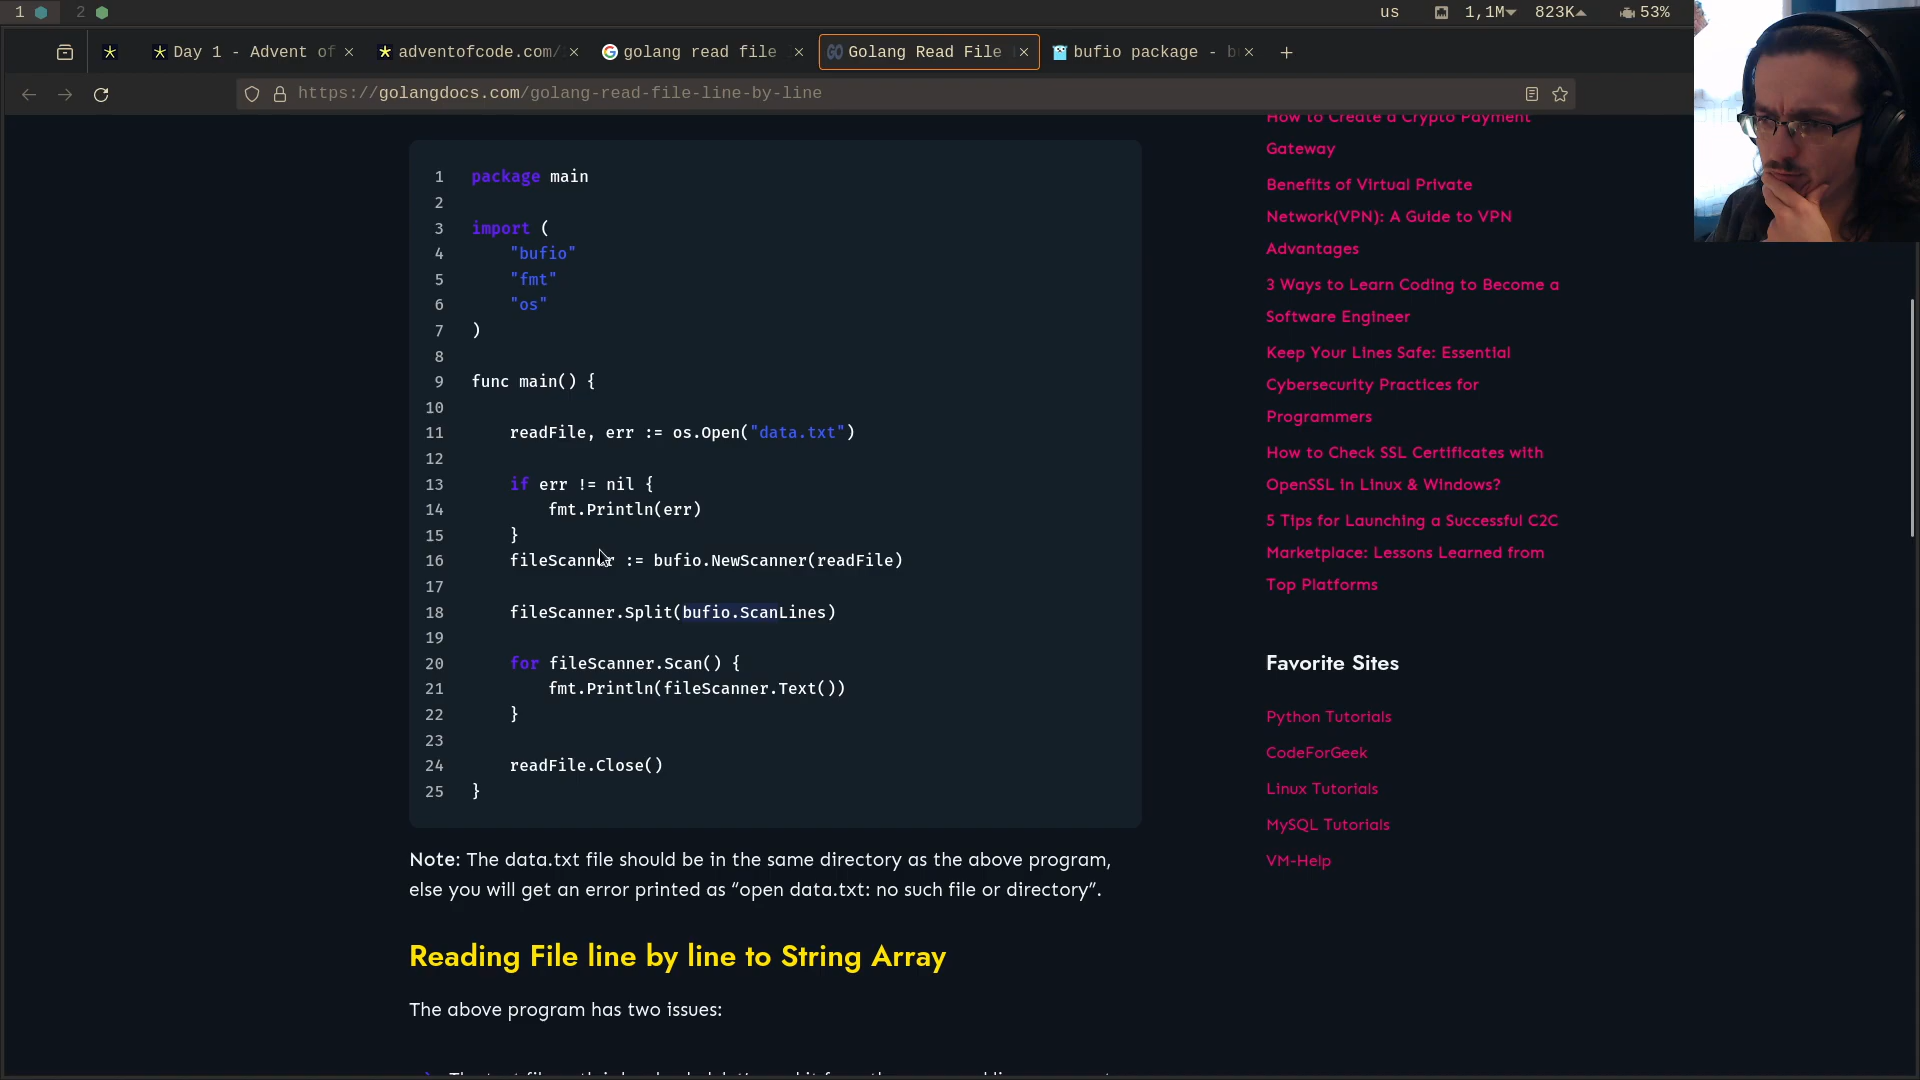 1 2 us 1,1M 823K 53%
Day 1 - Advent of adventofcode.com/ golang read file Golang Read File bufio package - b
https://golangdocs.com/golang-read-file-line-by-line
1 package main
2
3 import (
4 "bufio"
5 "fmt"
6 "os"
7 )
8
9 func main() {
10
11 readFile, err := os.Open("data.txt")
12
13 if err != nil {
14 fmt.Println(err)
15 }
16 fileScanner := bufio.NewScanner(readFile)
17
18 fileScanner.Split(bufio.ScanLines)
19
20 for fileScanner.Scan() {
21 fmt.Println(fileScanner.Text())
22 }
23
24 readFile.Close()
25 }
Note: The data.txt file should be in the same directory as the above program,
else you will get an error printed as “open data.txt: no such file or directory”.
Reading File line by line to String Array
The above program has two issues:
How to Create a Crypto Payment
Gateway
Benefits of Virtual Private
Network(VPN): A Guide to VPN
Advantages
3 Ways to Learn Coding to Become a
Software Engineer
Keep Your Lines Safe: Essential
Cybersecurity Practices for
Programmers
How to Check SSL Certificates with
OpenSSL in Linux & Windows?
5 Tips for Launching a Successful C2C
Marketplace: Lessons Learned from
Top Platforms
Favorite Sites
Python Tutorials
CodeForGeek
Linux Tutorials
MySQL Tutorials
VM-Help